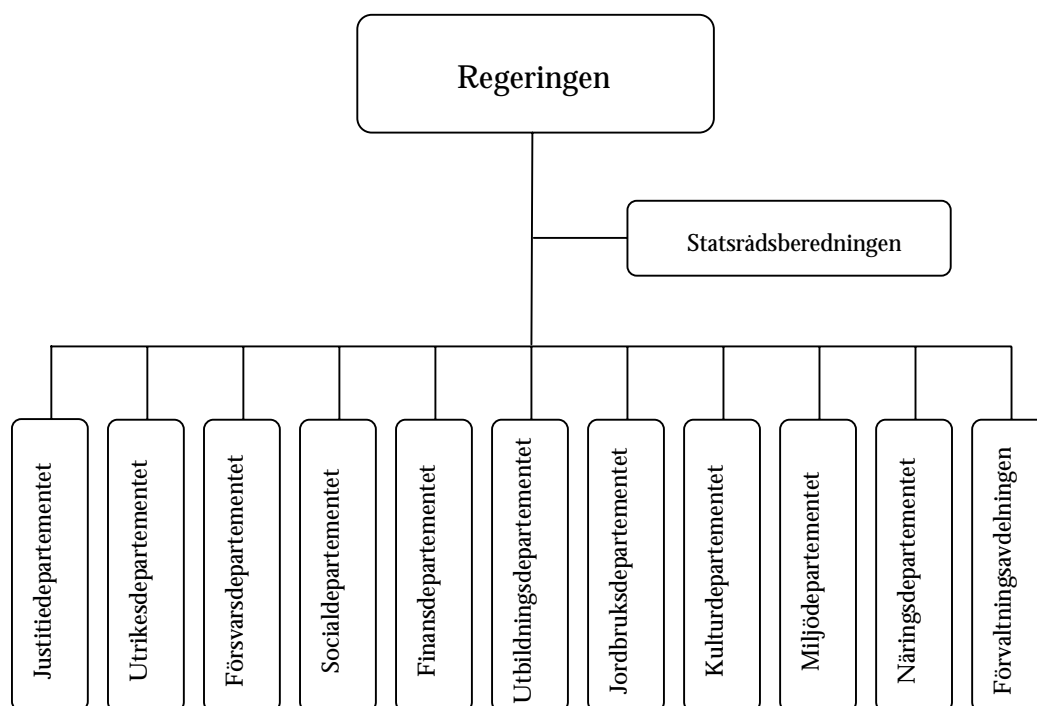 Regeringen
Statsrådsberedningen
Justitiedepartementet
Utrikesdepartementet
Försvarsdepartementet
Socialdepartementet
Finansdepartementet
Utbildningsdepartementet
Jordbruksdepartementet
Kulturdepartementet
Miljödepartementet
Näringsdepartementet
Förvaltningsavdelningen